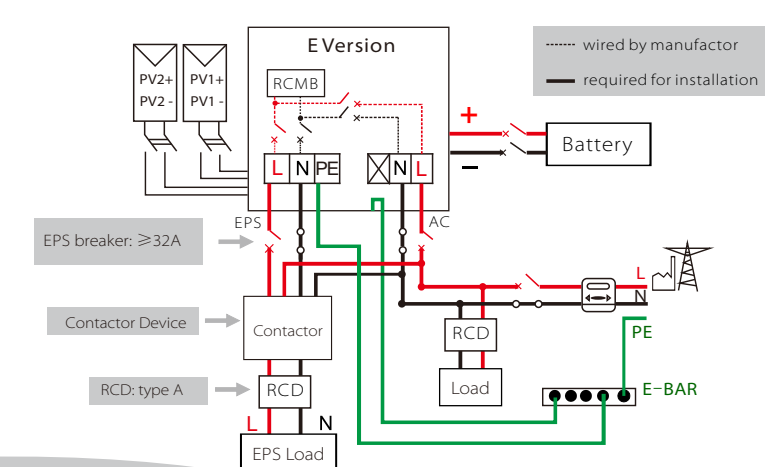 E Version
wired by manufactor
required for installation
PV2+
PV2 -
PV1+
PV1 -
RCMB
+
−
Battery
L N PE
N L
EPS
AC
EPS breaker: ≥32A
L
N
PE
Contactor Device
Contactor
RCD
Load
RCD: type A
RCD
E-BAR
L N
EPS Load